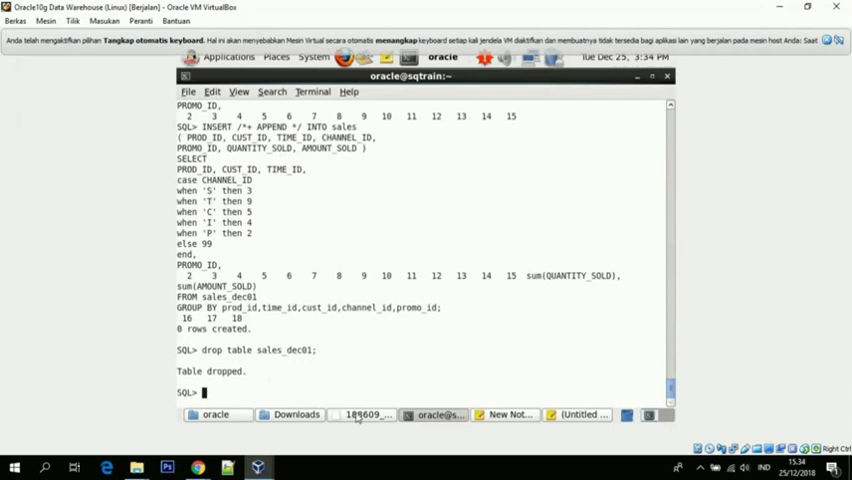 Oracle10g Data Warehouse (Linux) [Berjalan] - Oracle VM VirtualBox
Berkas Mesin Tilik Masukan Peranti Bantuan
Anda telah mengaktifkan pilihan Tangkap otomatis keyboard. Hal ini akan menyebabkan Mesin Virtual secara otomatis menangkap keyboard setiap kali jendela VM diaktifkan dan membuatnya tidak tersedia bagi aplikasi lain yang berjalan pada mesin host Anda: Saat
Applications Places System oracle Tue Dec 25, 3:34 PM
oracle@sqtrain:~
File Edit View Search Terminal Help
PROMO_ID,
2 3 4 5 6 7 8 9 10 11 12 13 14 15
SQL> INSERT /*+ APPEND */ INTO sales
( PROD_ID, CUST_ID, TIME_ID, CHANNEL_ID,
PROMO_ID, QUANTITY_SOLD, AMOUNT_SOLD )
SELECT
PROD_ID, CUST_ID, TIME_ID,
case CHANNEL_ID
when 'S' then 3
when 'T' then 9
when 'C' then 5
when 'I' then 4
when 'P' then 2
else 99
end,
PROMO_ID,
2 3 4 5 6 7 8 9 10 11 12 13 14 15 sum(QUANTITY_SOLD),
sum(AMOUNT_SOLD)
FROM sales_dec01
GROUP BY prod_id,time_id,cust_id,channel_id,promo_id;
16 17 18
0 rows created.
SQL> drop table sales_dec01;
Table dropped.
SQL>
oracle Downloads oracle@s... New Not... (Untitled ...
Right Ctrl
IND
15.34
25/12/2018